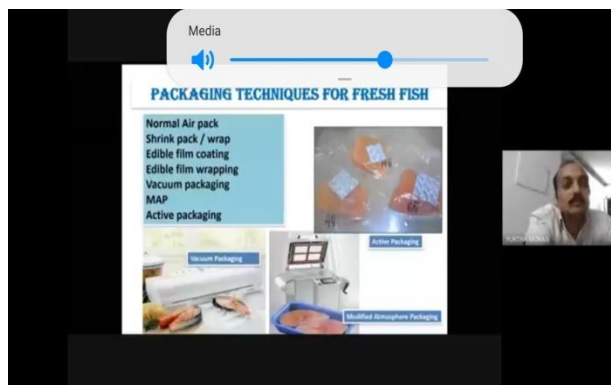 Media
PACKAGING TECHNIQUES FOR FRESH FISH
Normal Air pack
Shrink pack / wrap
Edible film coating
Edible film wrapping
Vacuum packaging
MAP
Active packaging
Active Packaging
Vacuum Packaging
Modified Atmosphere Packaging